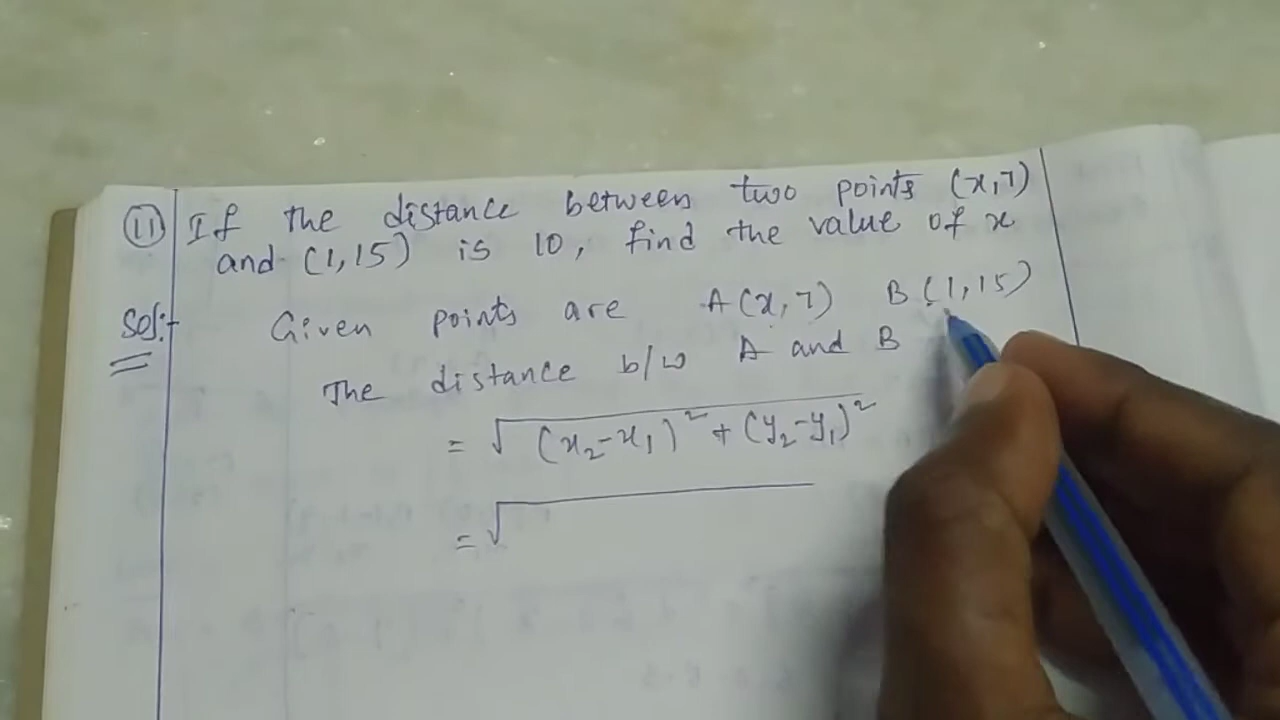 (11) If the distance between two points (x,7)
and (1,15) is 10, find the value of x
Sol:- Given points are A(x,7) B(1,15)
The distance b/w A and B
= √(x₂-x₁)² + (y₂-y₁)²
= √